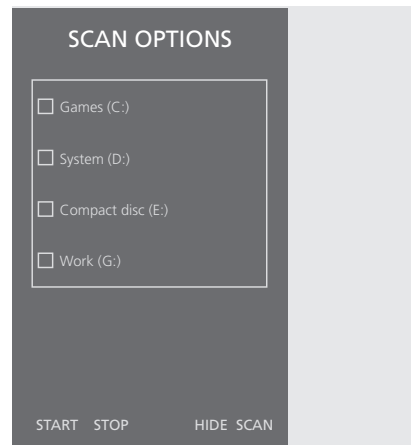 SCAN OPTIONS
Games (C:)
System (D:)
Compact disc (E:)
Work (G:)
START STOP HIDE SCAN